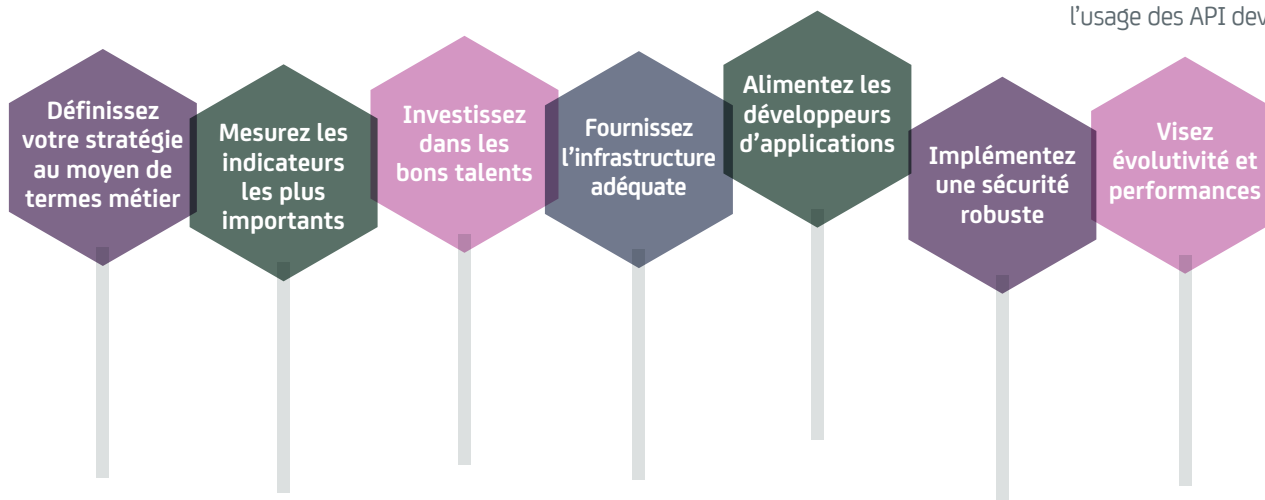 l'usage des API
Définissez
votre stratégie
au moyen de
termes métier
Mesurez les
indicateurs
les plus
importants
Investissez
dans les
bons talents
Fournissez
l'infrastructure
adéquate
Alimentez les
développeurs
d'applications
Implémentez
une sécurité
robuste
Visez
évolutivité et
performances